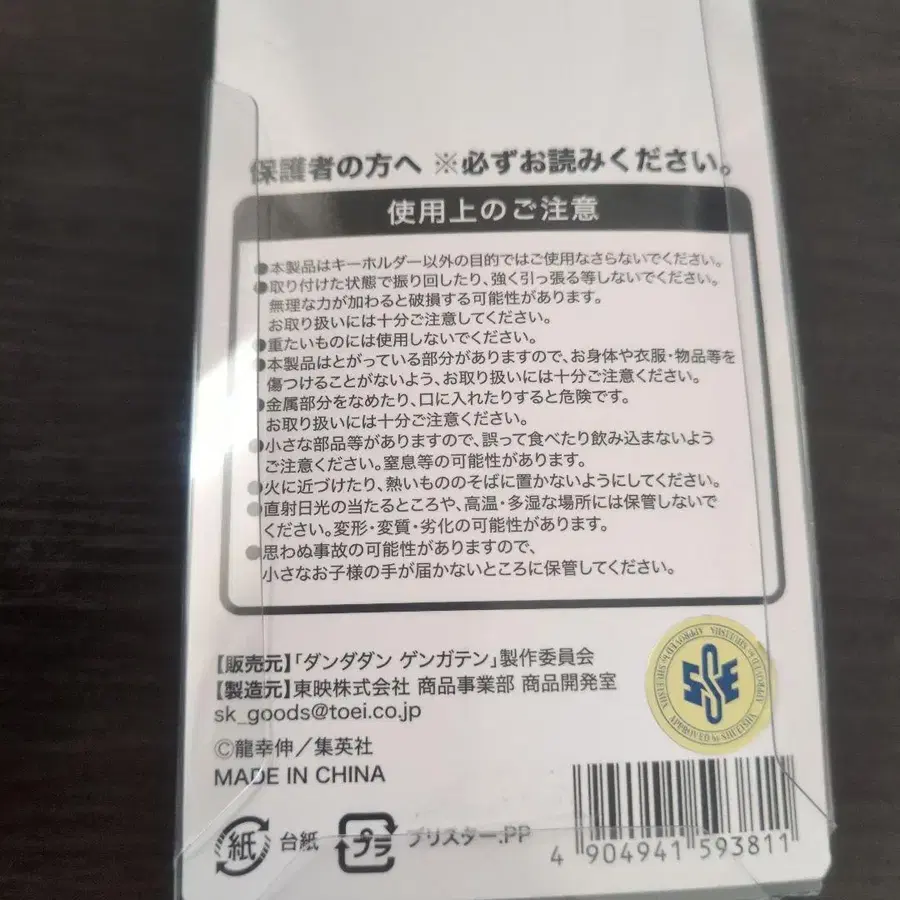 保護者の方へ ※必ずお読みください。
使用上のご注意
●本製品はキーホルダー以外の目的ではご使用なさらないでください。
●取り付けた状態で振り回したり、強く引っ張る等しないでください。
無理な力が加わると破損する可能性があります。
お取り扱いには十分ご注意してください。
●重たいものには使用しないでください。
●本製品はとがっている部分がありますので、お身体や衣服・物品等を
傷つけることがないよう、お取り扱いには十分ご注意ください。
●金属部分をなめたり、口に入れたりすると危険です。
お取り扱いには十分ご注意ください。
●小さな部品等がありますので、誤って食べたり飲み込まないよう
ご注意ください。窒息等の可能性があります。
●火に近づけたり、熱いもののそばに置かないようにしてください。
●直射日光の当たるところや、高温・多湿な場所には保管しないで
ください。変形・変質・劣化の可能性があります。
●思わぬ事故の可能性がありますので、
小さなお子様の手が届かないところに保管してください。
【販売元】「ダンダダン ゲンガテン」製作委員会
【製造元】東映株式会社 商品事業部 商品開発室
sk_goods@toei.co.jp
©龍幸伸／集英社
MADE IN CHINA
APPROVED by SHUEISHA
紙 台紙 プラ ブリスター:PP
4 904941 593811